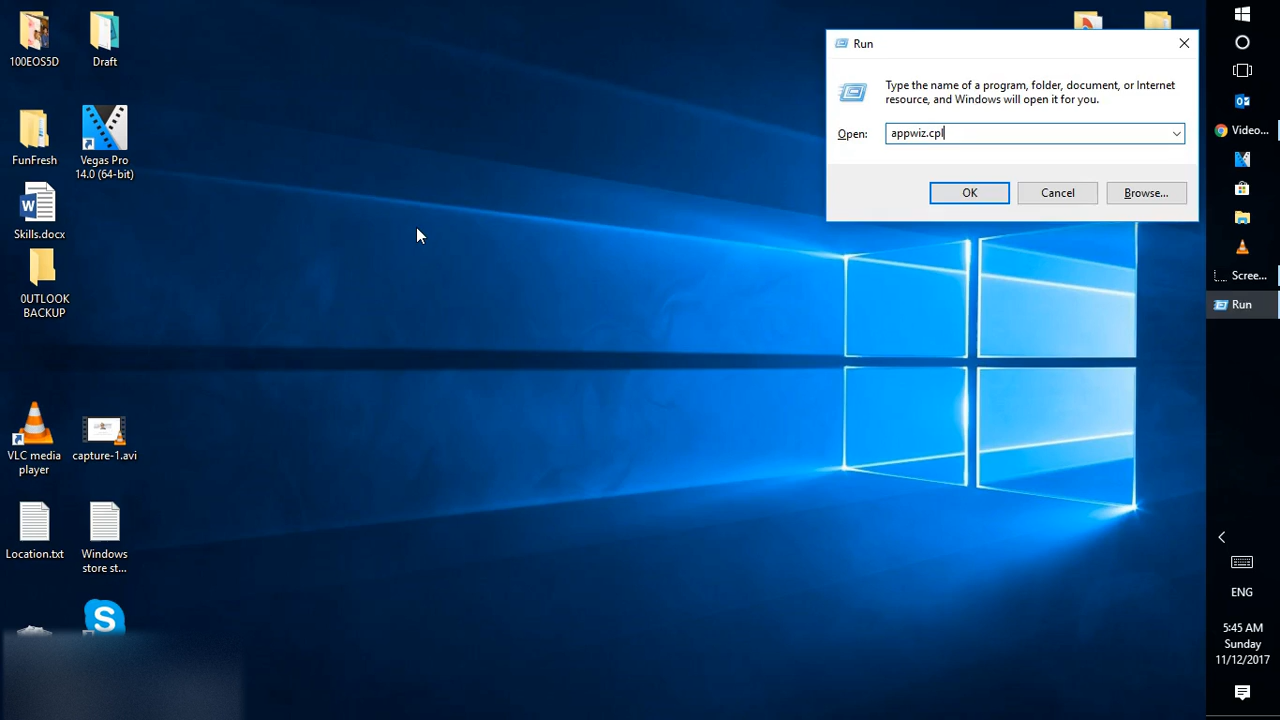 100EOS5D
Draft
FunFresh
Vegas Pro
14.0 (64-bit)
Skills.docx
0UTLOOK
BACKUP
VLC media
player
capture-1.avi
Location.txt
Windows
store st...
Run
Type the name of a program, folder, document, or Internet
resource, and Windows will open it for you.
Open:
appwiz.cpl
OK
Cancel
Browse...
Video...
Scree...
Run
ENG
5:45 AM
Sunday
11/12/2017